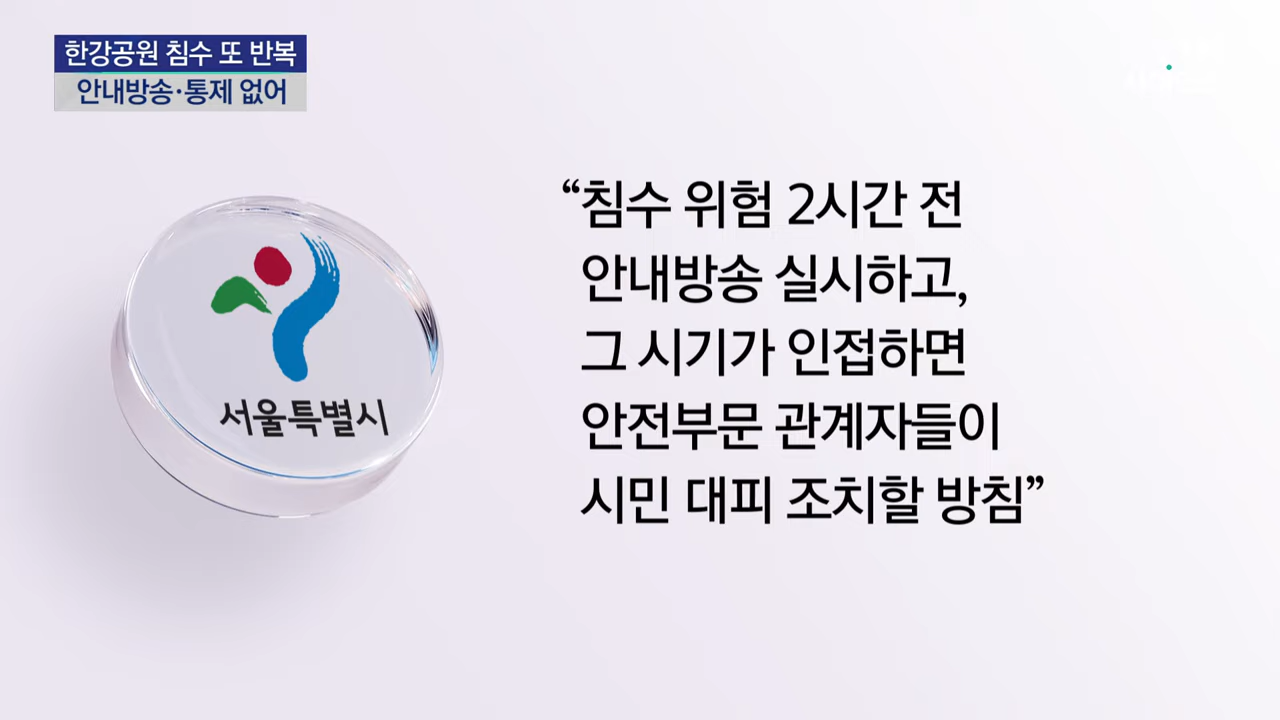 한강공원 침수 또 반복
안내방송·통제 없어
“침수 위험 2시간 전
안내방송 실시하고,
그 시기가 인접하면
안전부문 관계자들이
시민 대피 조치할 방침”
서울특별시